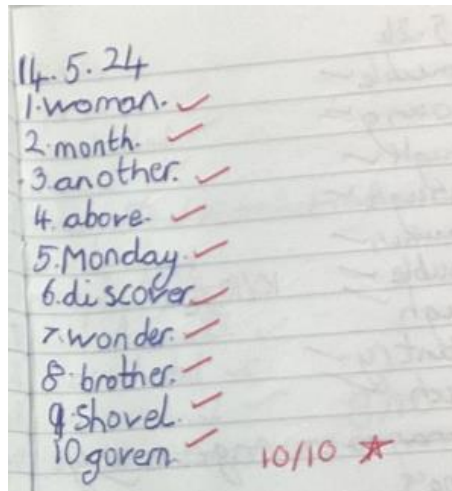 14.5.24
1.woman.
2.month.
3.another.
4.above.
5.Monday.
6.discover.
7.wonder.
8.brother.
9.Shovel.
10 govern.
10/10